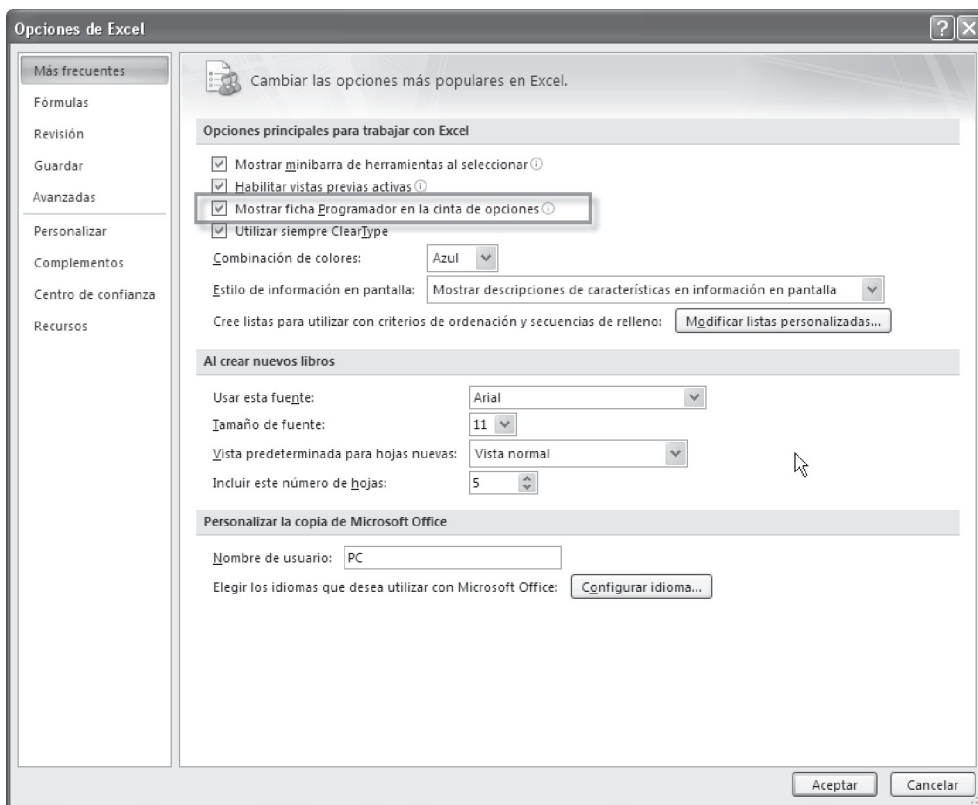 Opciones de Excel
Más frecuentes
Fórmulas
Revisión
Guardar
Avanzadas
Personalizar
Complementos
Centro de confianza
Recursos
Cambiar las opciones más populares en Excel.
Opciones principales para trabajar con Excel
Mostrar minibarra de herramientas al seleccionar
Habilitar vistas previas activas
Mostrar ficha Programador en la cinta de opciones
Utilizar siempre ClearType
Combinación de colores: Azul
Estilo de información en pantalla: Mostrar descripciones de características en información en pantalla
Cree listas para utilizar con criterios de ordenación y secuencias de relleno: Modificar listas personalizadas...
Al crear nuevos libros
Usar esta fuente: Arial
Tamaño de fuente: 11
Vista predeterminada para hojas nuevas: Vista normal
Incluir este número de hojas: 5
Personalizar la copia de Microsoft Office
Nombre de usuario: PC
Elegir los idiomas que desea utilizar con Microsoft Office: Configurar idioma...
Aceptar Cancelar